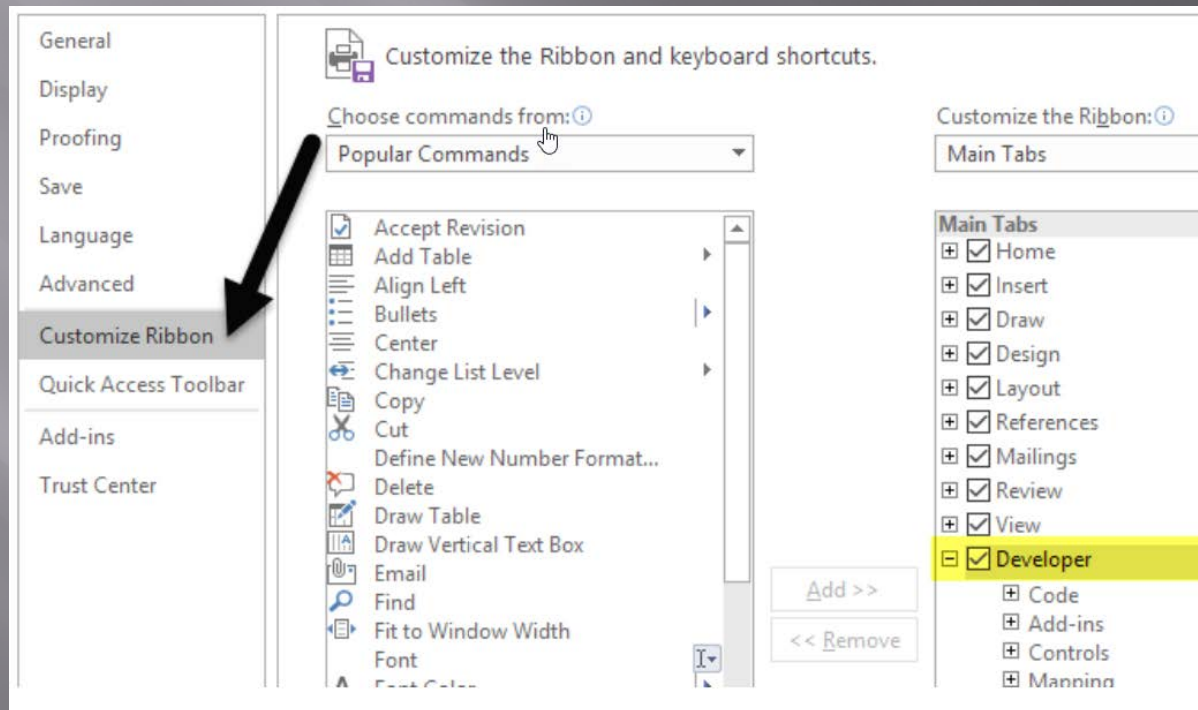 General
Display
Proofing
Save
Language
Advanced
Customize Ribbon
Quick Access Toolbar
Add-ins
Trust Center
Customize the Ribbon and keyboard shortcuts.
Choose commands from:
Popular Commands
Accept Revision
Add Table
Align Left
Bullets
Center
Change List Level
Copy
Cut
Define New Number Format...
Delete
Draw Table
Draw Vertical Text Box
Email
Find
Fit to Window Width
Font
Font Color
Add >>
<< Remove
Customize the Ribbon:
Main Tabs
Main Tabs
Home
Insert
Draw
Design
Layout
References
Mailings
Review
View
Developer
Code
Add-ins
Controls
Mapping